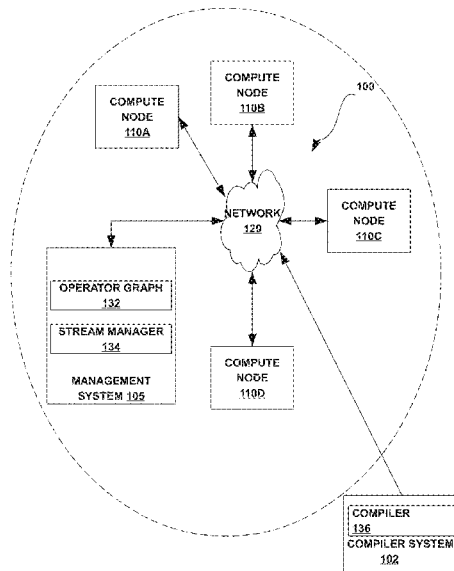 COMPUTE
NODE
110B
100
COMPUTE
NODE
110A
NETWORK
120
COMPUTE
NODE
110C
OPERATOR GRAPH
132
STREAM MANAGER
134
MANAGEMENT
SYSTEM 105
COMPUTE
NODE
110D
COMPILER
136
COMPILER SYSTEM
102